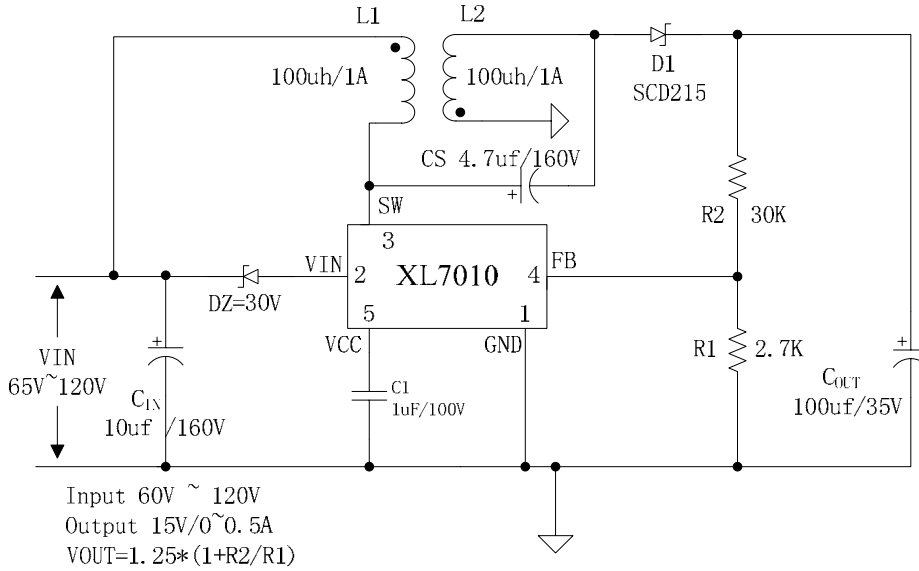 L1
L2
100uh/1A
100uh/1A
D1
SCD215
CS 4.7uf/160V
+
SW
3
R2
30K
VIN
2
XL7010
4
FB
DZ=30V
5
1
VCC
GND
+
VIN
65V~120V
R1
2.7K
+
C1
1uF/100V
CIN
10uf /160V
COUT
100uf/35V
Input 60V ~ 120V
Output 15V/0~0.5A
VOUT=1.25*(1+R2/R1)